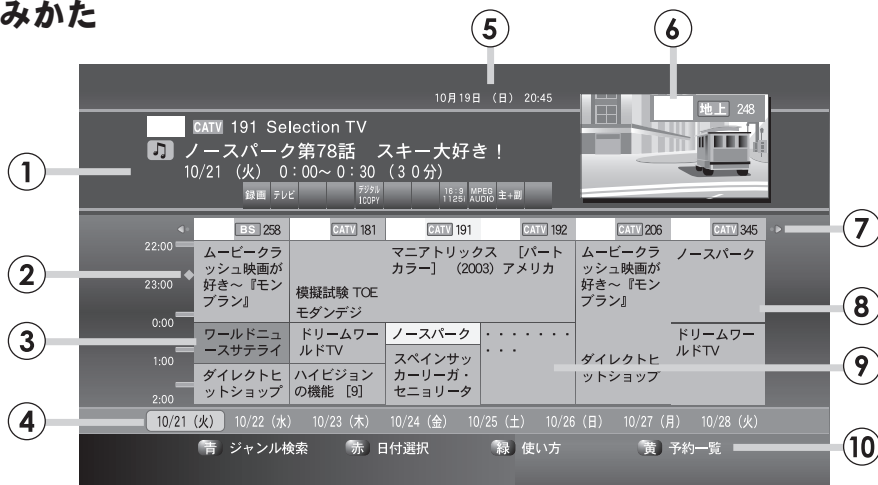 みかた
⑤ ⑥
10月19日 （日） 20:45
地上 248
CATV 191 Selection TV
① ノースパーク第78話 スキー大好き！
10/21 （火） 0：00～ 0：30 （３０分）
録画 テレビ デジタル 1COPY 16:9 1125i MPEG AUDIO 主+副
BS 258 CATV 181 CATV 191 CATV 192 CATV 206 CATV 345 ⑦
22:00
② 23:00
0:00
1:00
2:00
ムービークラ
ッシュ映画が
好き～『モン
ブラン』
模擬試験 TOE
モダンデジ
マニアトリックス ［パート
カラー］ （2003）アメリカ
ムービークラ
ッシュ映画が
好き～『モン
ブラン』
ノースパーク
⑧
③ ワールドニュ
ースサテライ
ドリームワー
ルドTV
ノースパーク
・・・・・・・
・・・
ドリームワー
ルドTV
ダイレクトヒ
ットショップ
ハイビジョン
の機能 ［9］
スペインサッ
カーリーガ・
セニョリータ
ダイレクトヒ
ットショップ
⑨
④ 10/21（火） 10/22（水） 10/23（木） 10/24（金） 10/25（土） 10/26（日） 10/27（月） 10/28（火）
青 ジャンル検索 赤 日付選択 緑 使い方 黄 予約一覧 ⑩